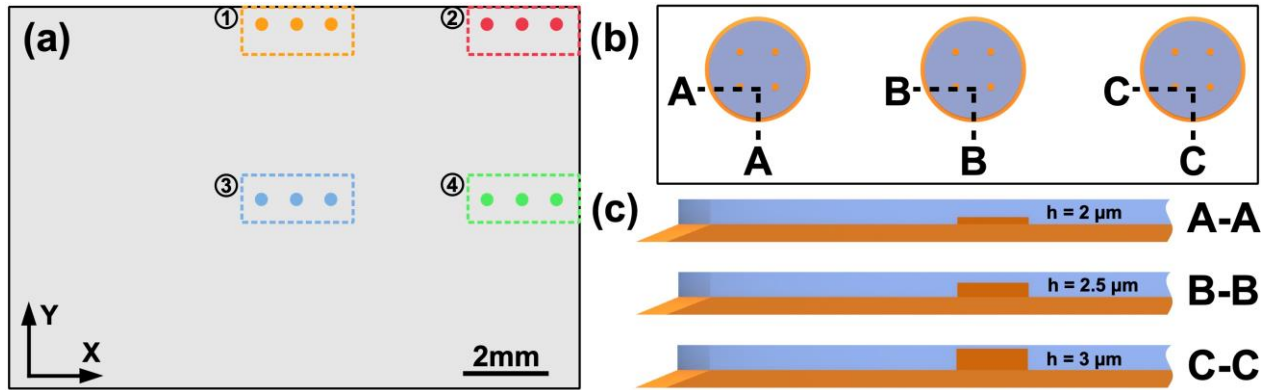 (a)
①
②
③
④
Y
X
2mm
(b)
A
A
B
B
C
C
(c)
h = 2 µm
A-A
h = 2.5 µm
B-B
h = 3 µm
C-C